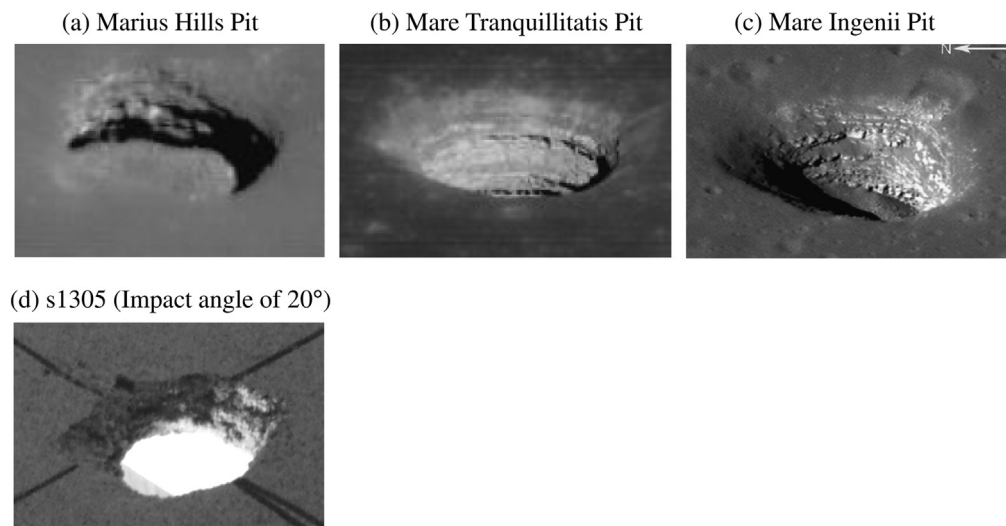 (a) Marius Hills Pit
(b) Mare Tranquillitatis Pit
(c) Mare Ingenii Pit
N
(d) s1305 (Impact angle of 20°)